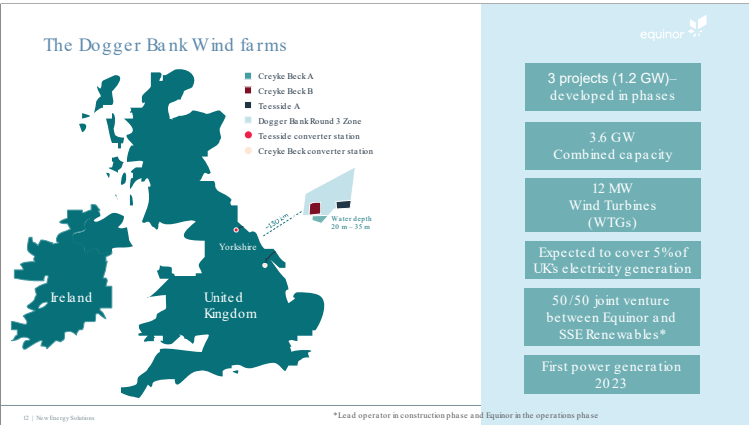 The Dogger Bank Wind farms
equinor
Creyke Beck A
Creyke Beck B
Teesside A
Dogger Bank Round 3 Zone
Teesside converter station
Creyke Beck converter station
~130 km
Water depth
20 m – 35 m
Yorkshire
Ireland
United
Kingdom
3 projects (1.2 GW)–
developed in phases
3.6 GW
Combined capacity
12 MW
Wind Turbines
(WTGs)
Expected to cover 5% of
UK's electricity generation
50/50 joint venture
between Equinor and
SSE Renewables*
First power generation
2023
12 | New Energy Solutions
*Lead operator in construction phase and Equinor in the operations phase